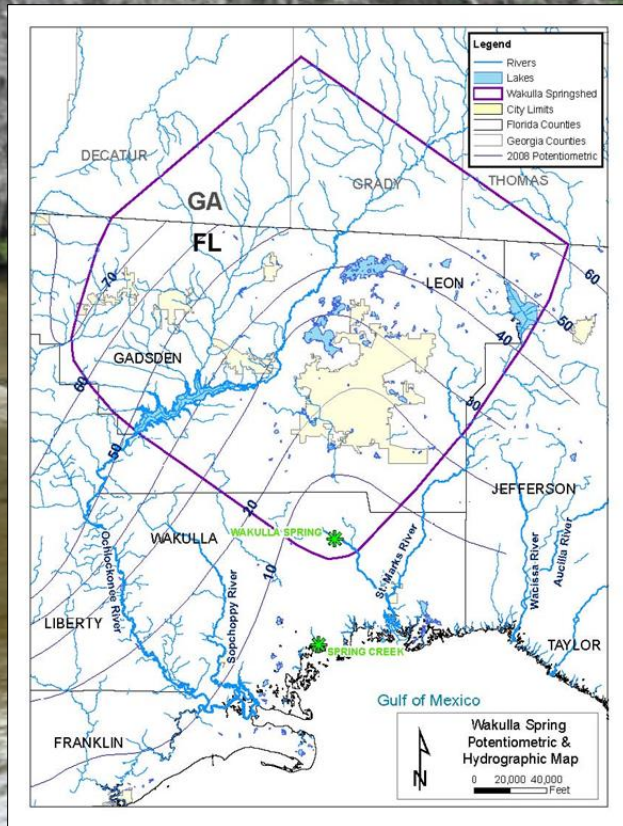 Legend
Rivers
Lakes
Wakulla Springshed
City Limits
Florida Counties
Georgia Counties
2008 Potentiometric
DECATUR
GRADY
THOMAS
GA
FL
LEON
70
60
50
40
30
GADSDEN
60
50
JEFFERSON
20
WAKULLA SPRING
WAKULLA
10
Ochlockonee River
Sopchoppy River
St. Marks River
Wacissa River
Aucilla River
LIBERTY
SPRING CREEK
TAYLOR
Gulf of Mexico
FRANKLIN
Wakulla Spring
Potentiometric &
Hydrographic Map
N
0 20,000 40,000
Feet